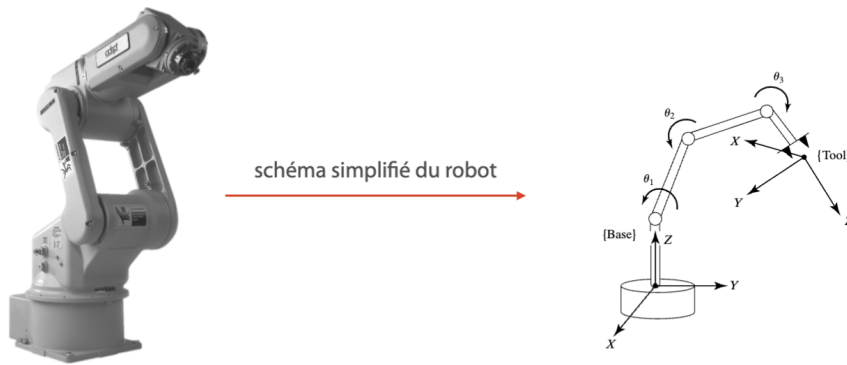 adept
schéma simplifié du robot
θ₁
θ₂
θ₃
{Base}
Z
Y
X
X
Y
Z
{Tool